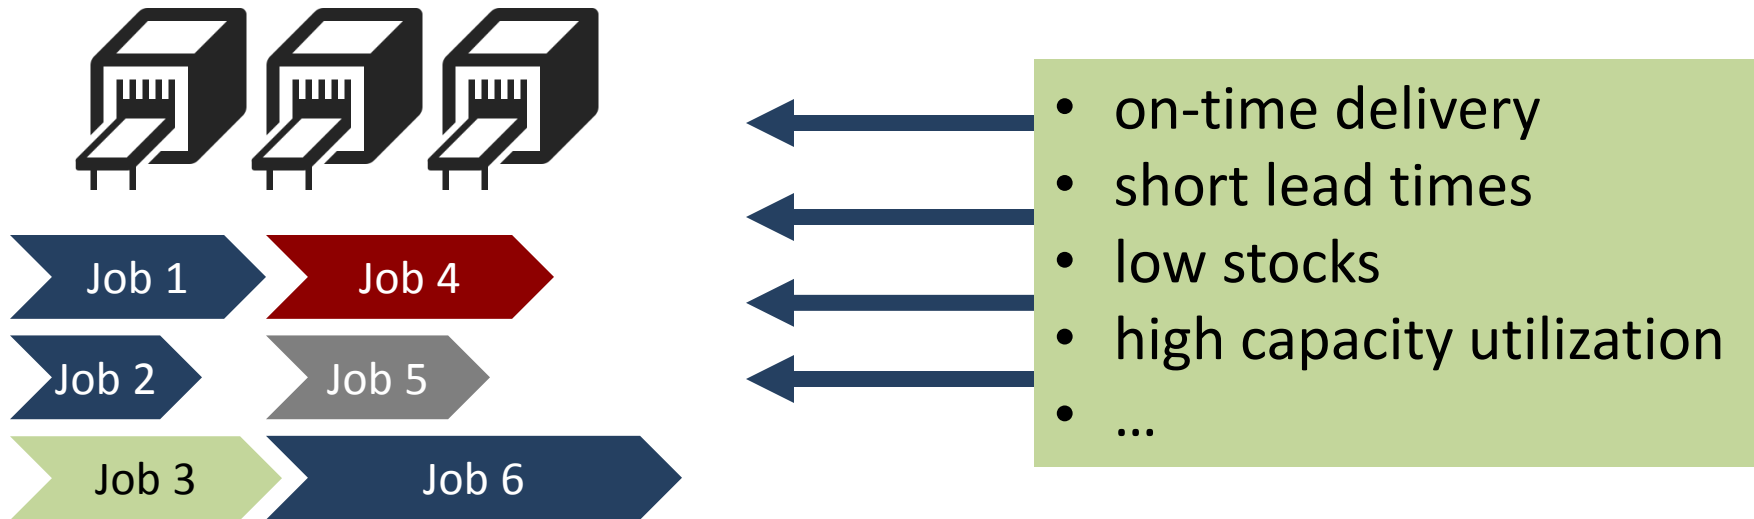 Job 1
Job 4
Job 2
Job 5
Job 3
Job 6
• on-time delivery
• short lead times
• low stocks
• high capacity utilization
• ...